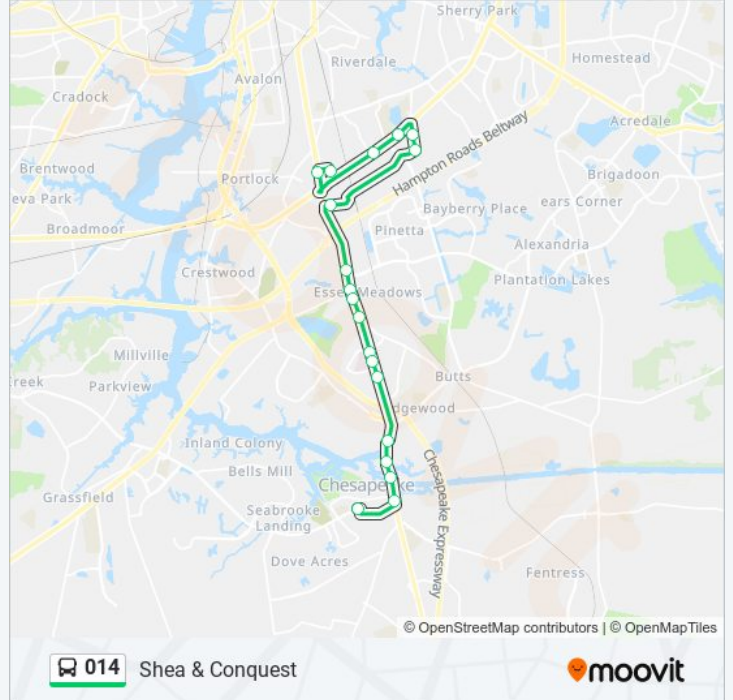 Sherry Park
Riverdale
Homestead
Avalon
Cradock
Acredale
Hampton Roads Beltway
Brentwood
Portlock
Brigadoon
eva Park
ears Corner
Bayberry Place
Broadmoor
Pinetta
Alexandria
Crestwood
Plantation Lakes
Essex Meadows
Millville
reek
Parkview
Butts
dgewood
Inland Colony
Bells Mill
Chesapeake
Chesapeake Expressway
Grassfield
Seabrooke
Landing
Dove Acres
Fentress
© OpenStreetMap contributors | © OpenMapTiles
014 Shea & Conquest
moovit